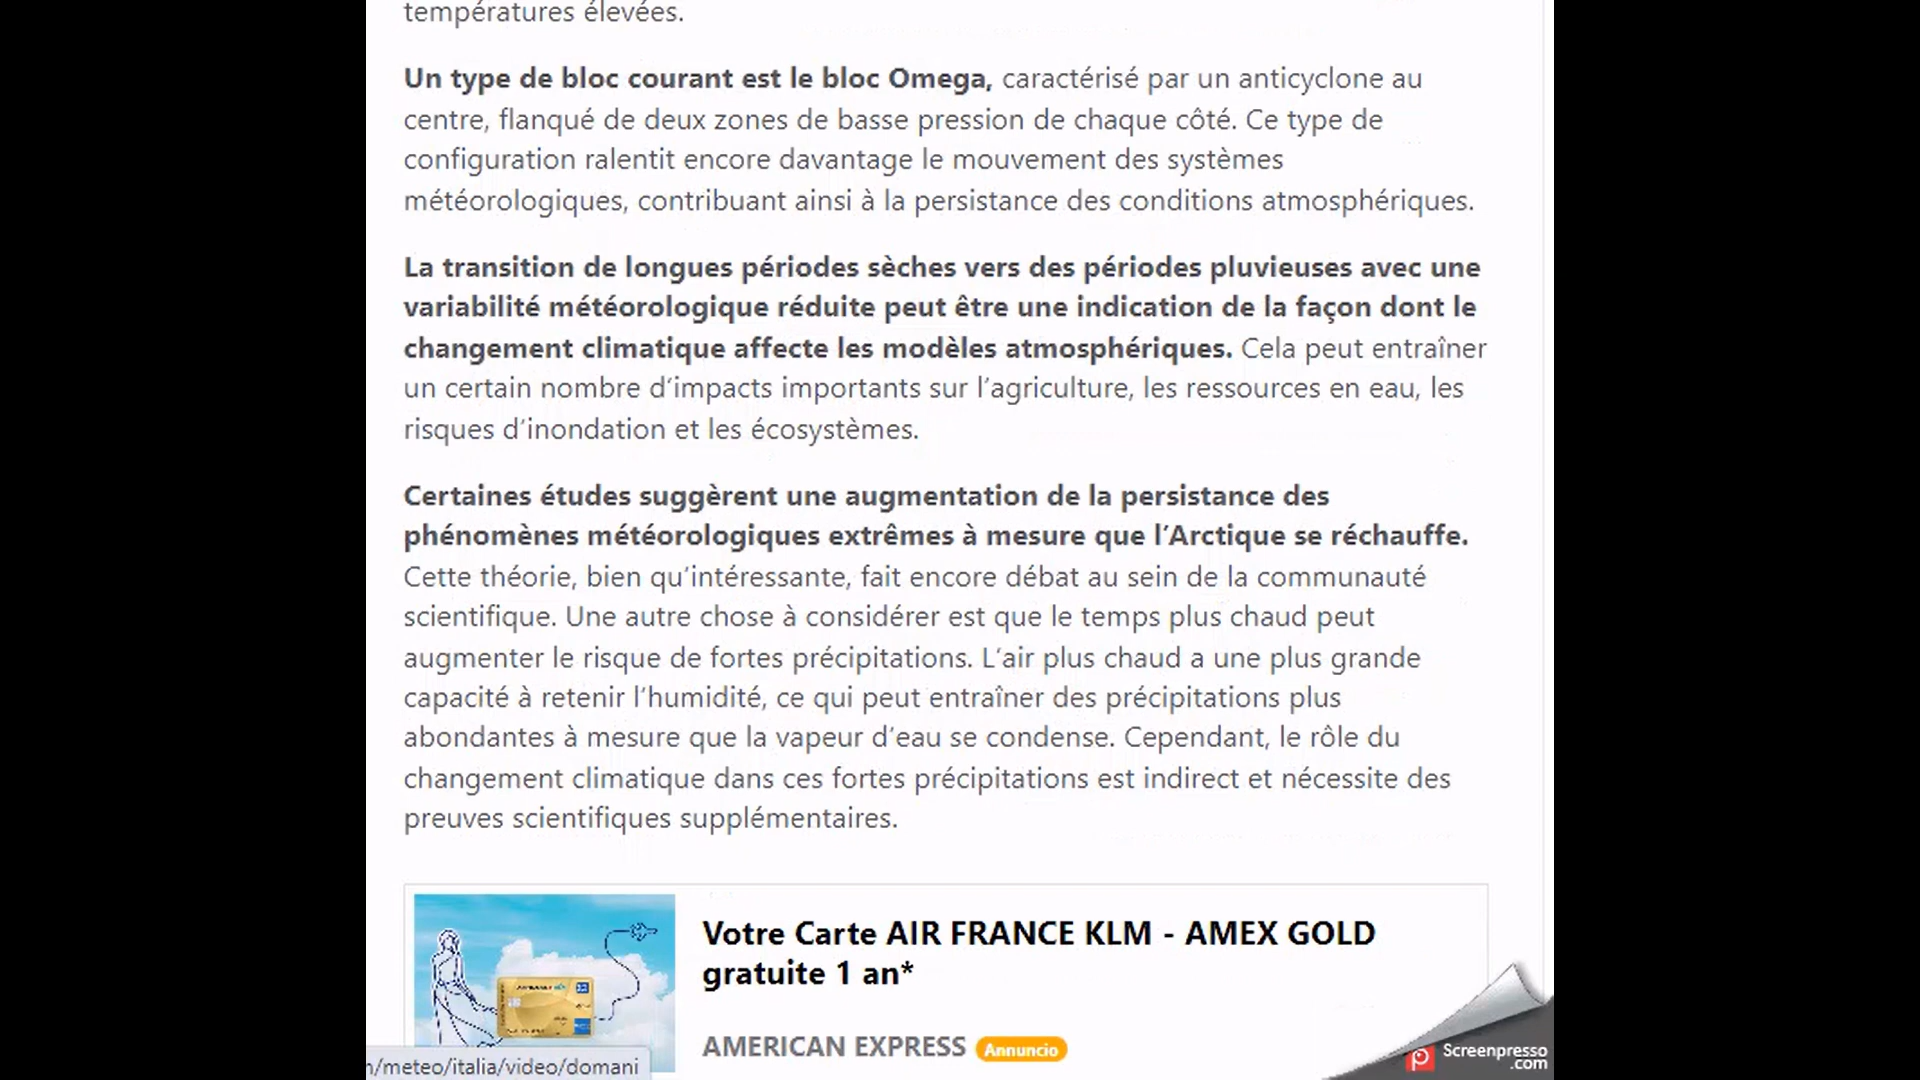 températures élevées.
Un type de bloc courant est le bloc Omega, caractérisé par un anticyclone au
centre, flanqué de deux zones de basse pression de chaque côté. Ce type de
configuration ralentit encore davantage le mouvement des systèmes
météorologiques, contribuant ainsi à la persistance des conditions atmosphériques.
La transition de longues périodes sèches vers des périodes pluvieuses avec une
variabilité météorologique réduite peut être une indication de la façon dont le
changement climatique affecte les modèles atmosphériques. Cela peut entraîner
un certain nombre d’impacts importants sur l’agriculture, les ressources en eau, les
risques d’inondation et les écosystèmes.
Certaines études suggèrent une augmentation de la persistance des
phénomènes météorologiques extrêmes à mesure que l’Arctique se réchauffe.
Cette théorie, bien qu’intéressante, fait encore débat au sein de la communauté
scientifique. Une autre chose à considérer est que le temps plus chaud peut
augmenter le risque de fortes précipitations. L’air plus chaud a une plus grande
capacité à retenir l’humidité, ce qui peut entraîner des précipitations plus
abondantes à mesure que la vapeur d’eau se condense. Cependant, le rôle du
changement climatique dans ces fortes précipitations est indirect et nécessite des
preuves scientifiques supplémentaires.
Votre Carte AIR FRANCE KLM - AMEX GOLD
gratuite 1 an*
AMERICAN EXPRESS Annuncio
/meteo/italia/video/domani
Screenpresso
.com